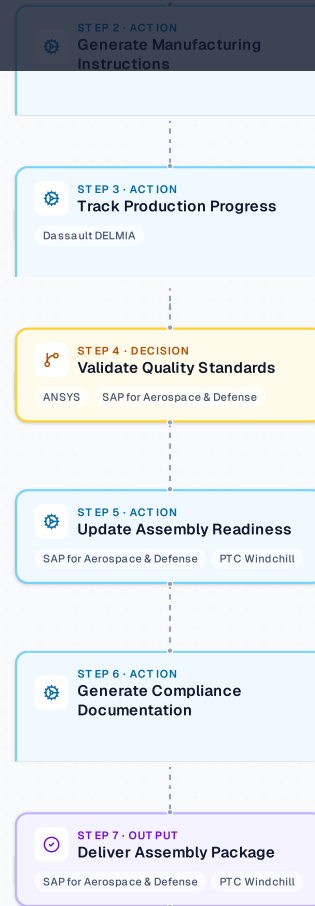 STEP 2 · ACTION
Generate Manufacturing
Instructions
STEP 3 · ACTION
Track Production Progress
Dassault DELMIA
STEP 4 · DECISION
Validate Quality Standards
ANSYS SAP for Aerospace & Defense
STEP 5 · ACTION
Update Assembly Readiness
SAP for Aerospace & Defense PTC Windchill
STEP 6 · ACTION
Generate Compliance
Documentation
STEP 7 · OUTPUT
Deliver Assembly Package
SAP for Aerospace & Defense PTC Windchill